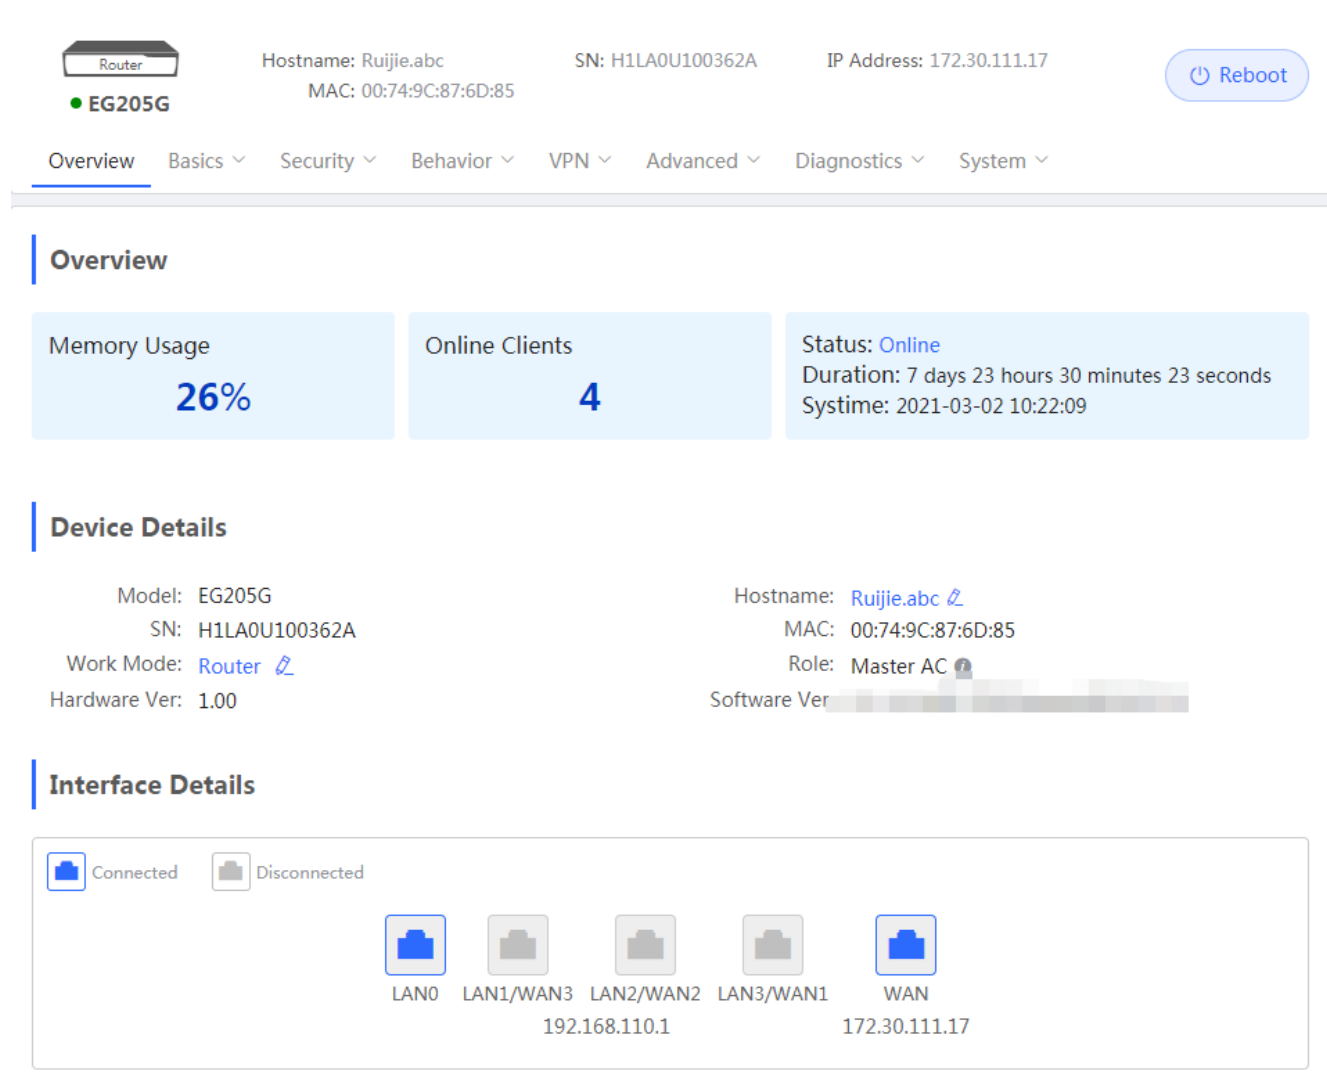 Router
EG205G
Hostname: Ruijie.abc
SN: H1LA0U100362A
IP Address: 172.30.111.17
MAC: 00:74:9C:87:6D:85
Reboot
Overview Basics Security Behavior VPN Advanced Diagnostics System
Overview
Memory Usage
26%
Online Clients
4
Status: Online
Duration: 7 days 23 hours 30 minutes 23 seconds
Systime: 2021-03-02 10:22:09
Device Details
Model: EG205G
Hostname: Ruijie.abc
SN: H1LA0U100362A
MAC: 00:74:9C:87:6D:85
Work Mode: Router
Role: Master AC
Hardware Ver: 1.00
Software Ver
Interface Details
Connected Disconnected
LAN0 LAN1/WAN3 LAN2/WAN2 LAN3/WAN1 WAN
192.168.110.1 172.30.111.17